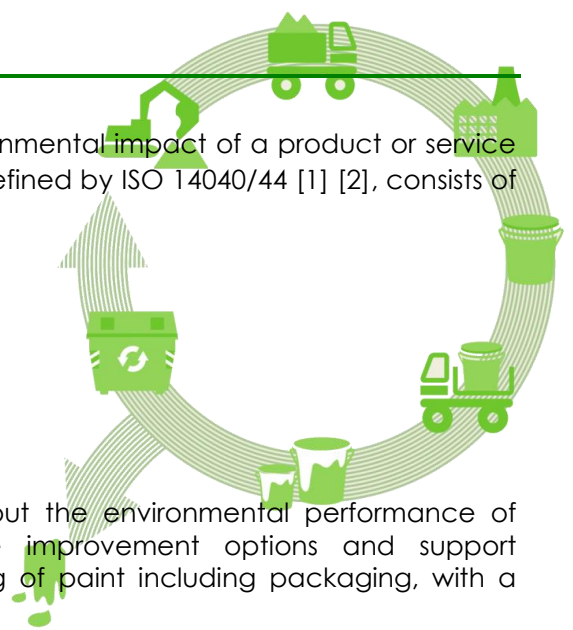 nmental impact of a product or service
efined by ISO 14040/44 [1] [2], consists of
out the environmental performance of
improvement options and support
g of paint including packaging, with a